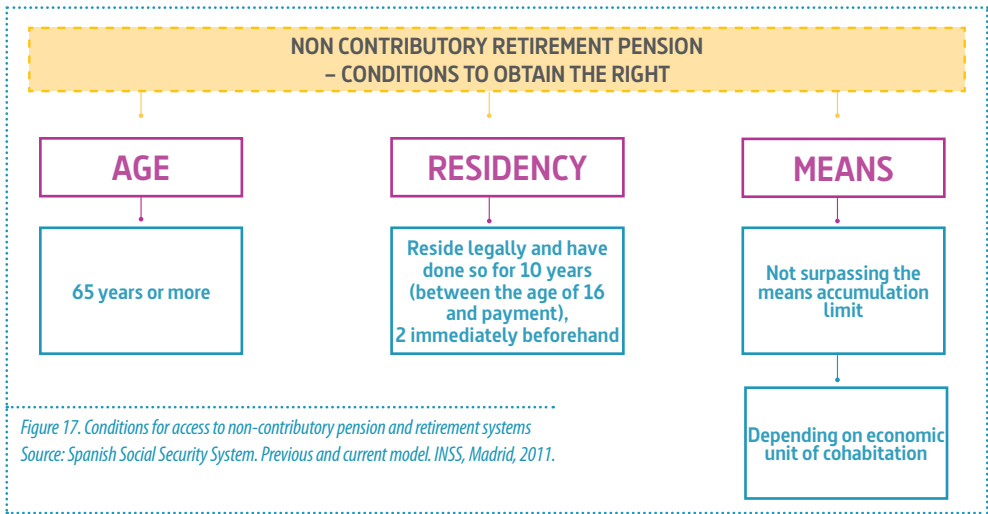 NON CONTRIBUTORY RETIREMENT PENSION
– CONDITIONS TO OBTAIN THE RIGHT
AGE
65 years or more
RESIDENCY
Reside legally and have
done so for 10 years
(between the age of 16
and payment),
2 immediately beforehand
MEANS
Not surpassing the
means accumulation
limit
Depending on economic
unit of cohabitation
Figure 17. Conditions for access to non-contributory pension and retirement systems
Source: Spanish Social Security System. Previous and current model. INSS, Madrid, 2011.